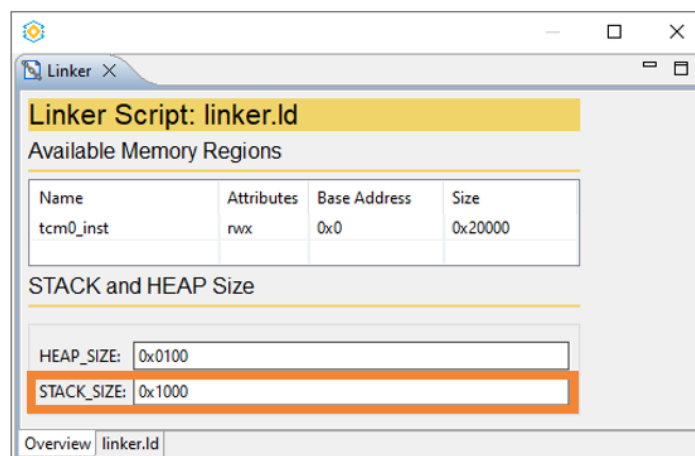 Linker
Linker Script: linker.ld
Available Memory Regions
Name Attributes Base Address Size
tcm0_inst rwx 0x0 0x20000
STACK and HEAP Size
HEAP_SIZE: 0x0100
STACK_SIZE: 0x1000
Overview linker.ld